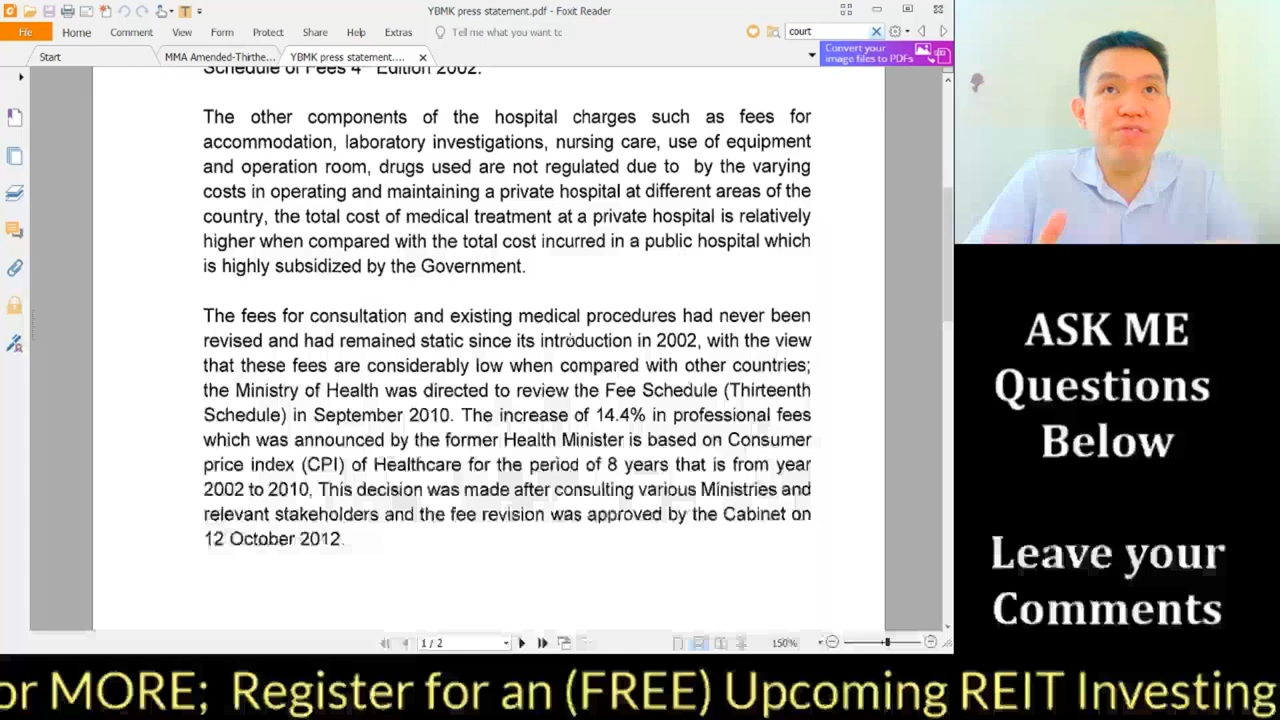 YBMK press statement.pdf - Foxit Reader
File Home Comment View Form Protect Share Help Extras Tell me what you want tc court
Start MMA Amended-Thirthe... YBMK press statement.... Convert your
image files to PDFs
Schedule of Fees 4th Edition 2002.
The other components of the hospital charges such as fees for
accommodation, laboratory investigations, nursing care, use of equipment
and operation room, drugs used are not regulated due to by the varying
costs in operating and maintaining a private hospital at different areas of the
country, the total cost of medical treatment at a private hospital is relatively
higher when compared with the total cost incurred in a public hospital which
is highly subsidized by the Government.
The fees for consultation and existing medical procedures had never been
revised and had remained static since its introduction in 2002, with the view
that these fees are considerably low when compared with other countries;
the Ministry of Health was directed to review the Fee Schedule (Thirteenth
Schedule) in September 2010. The increase of 14.4% in professional fees
which was announced by the former Health Minister is based on Consumer
price index (CPI) of Healthcare for the period of 8 years that is from year
2002 to 2010, This decision was made after consulting various Ministries and
relevant stakeholders and the fee revision was approved by the Cabinet on
12 October 2012.
1 / 2
150%
ASK ME
Questions
Below
Leave your
Comments
or MORE; Register for an (FREE) Upcoming REIT Investing